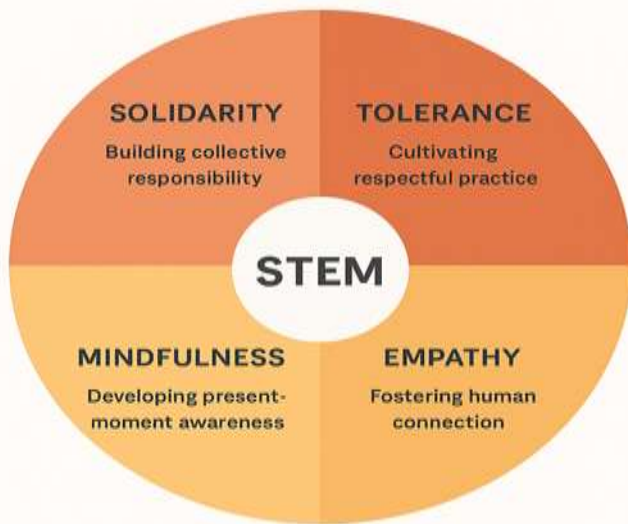 SOLIDARITY
Building collective
responsibility
TOLERANCE
Cultivating
respectful practice
STEM
MINDFULNESS
Developing present-
moment awareness
EMPATHY
Fostering human
connection